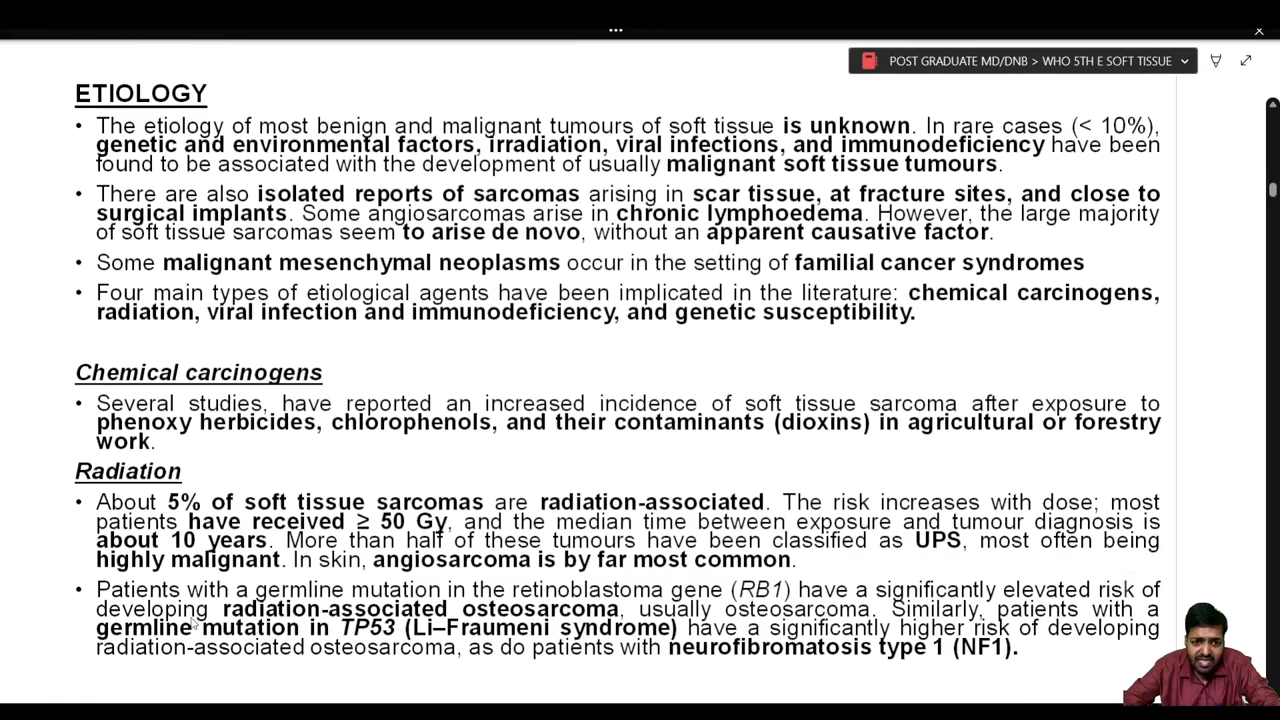 ...
POST GRADUATE MD/DNB > WHO 5TH E SOFT TISSUE
ETIOLOGY
• The etiology of most benign and malignant tumours of soft tissue is unknown. In rare cases (< 10%),
genetic and environmental factors, irradiation, viral infections, and immunodeficiency have been
found to be associated with the development of usually malignant soft tissue tumours.
• There are also isolated reports of sarcomas arising in scar tissue, at fracture sites, and close to
surgical implants. Some angiosarcomas arise in chronic lymphoedema. However, the large majority
of soft tissue sarcomas seem to arise de novo, without an apparent causative factor.
• Some malignant mesenchymal neoplasms occur in the setting of familial cancer syndromes
• Four main types of etiological agents have been implicated in the literature: chemical carcinogens,
radiation, viral infection and immunodeficiency, and genetic susceptibility.
Chemical carcinogens
• Several studies, have reported an increased incidence of soft tissue sarcoma after exposure to
phenoxy herbicides, chlorophenols, and their contaminants (dioxins) in agricultural or forestry
work.
Radiation
• About 5% of soft tissue sarcomas are radiation-associated. The risk increases with dose; most
patients have received ≥ 50 Gy, and the median time between exposure and tumour diagnosis is
about 10 years. More than half of these tumours have been classified as UPS, most often being
highly malignant. In skin, angiosarcoma is by far most common.
• Patients with a germline mutation in the retinoblastoma gene (RB1) have a significantly elevated risk of
developing radiation-associated osteosarcoma, usually osteosarcoma. Similarly, patients with a
germline mutation in TP53 (Li–Fraumeni syndrome) have a significantly higher risk of developing
radiation-associated osteosarcoma, as do patients with neurofibromatosis type 1 (NF1).